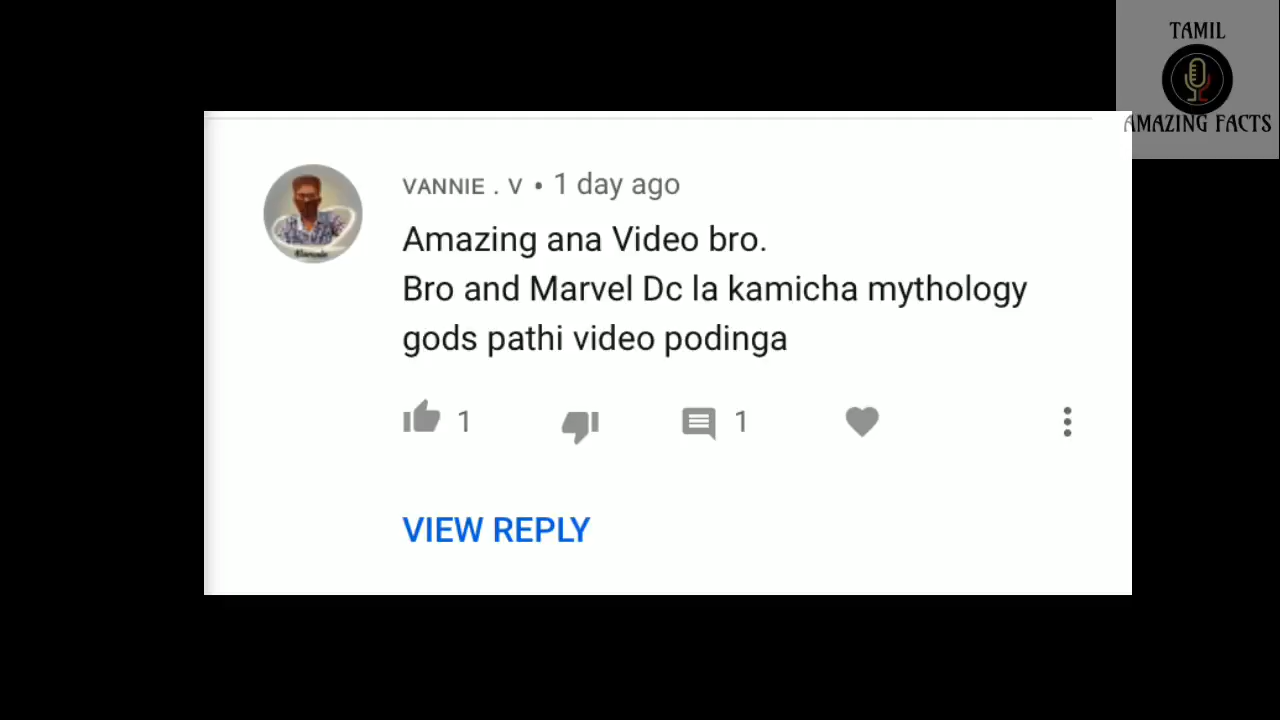 TAMIL
AMAZING FACTS
VANNIE . V • 1 day ago
Amazing ana Video bro.
Bro and Marvel Dc la kamicha mythology
gods pathi video podinga
1
1
VIEW REPLY